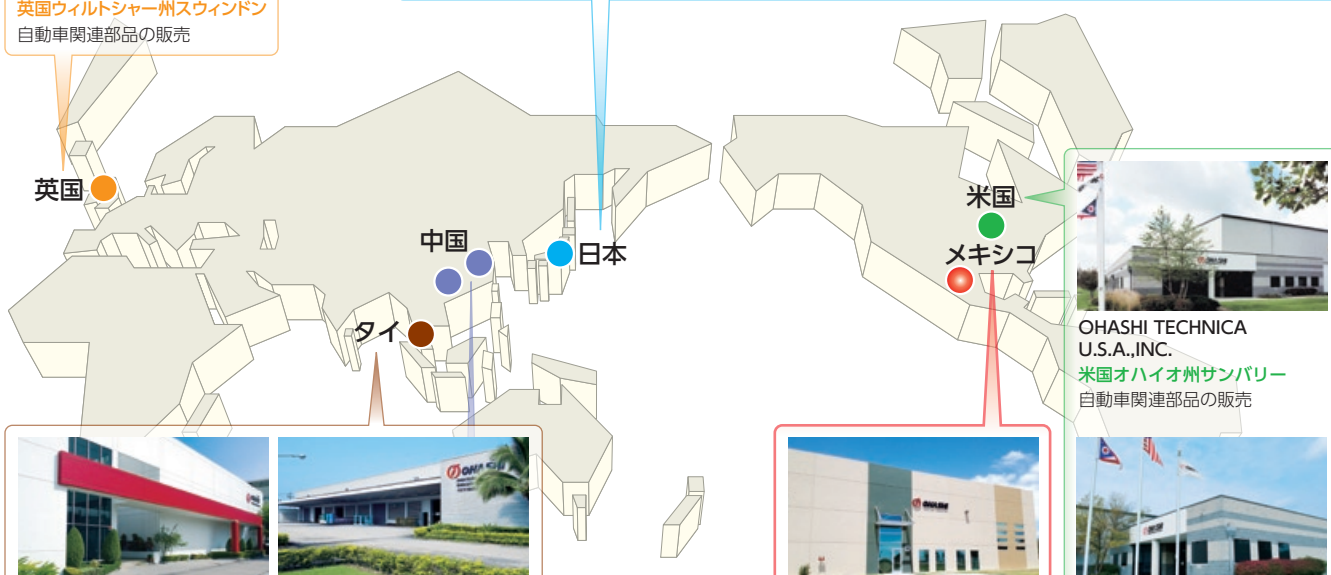 英国ウィルトシャー州スウィンドン
自動車関連部品の販売
英国
中国
日本
タイ
米国
メキシコ
OHASHI TECHNICA
U.S.A.,INC.
米国オハイオ州サンバリー
自動車関連部品の販売
OHASHI
OHASHI